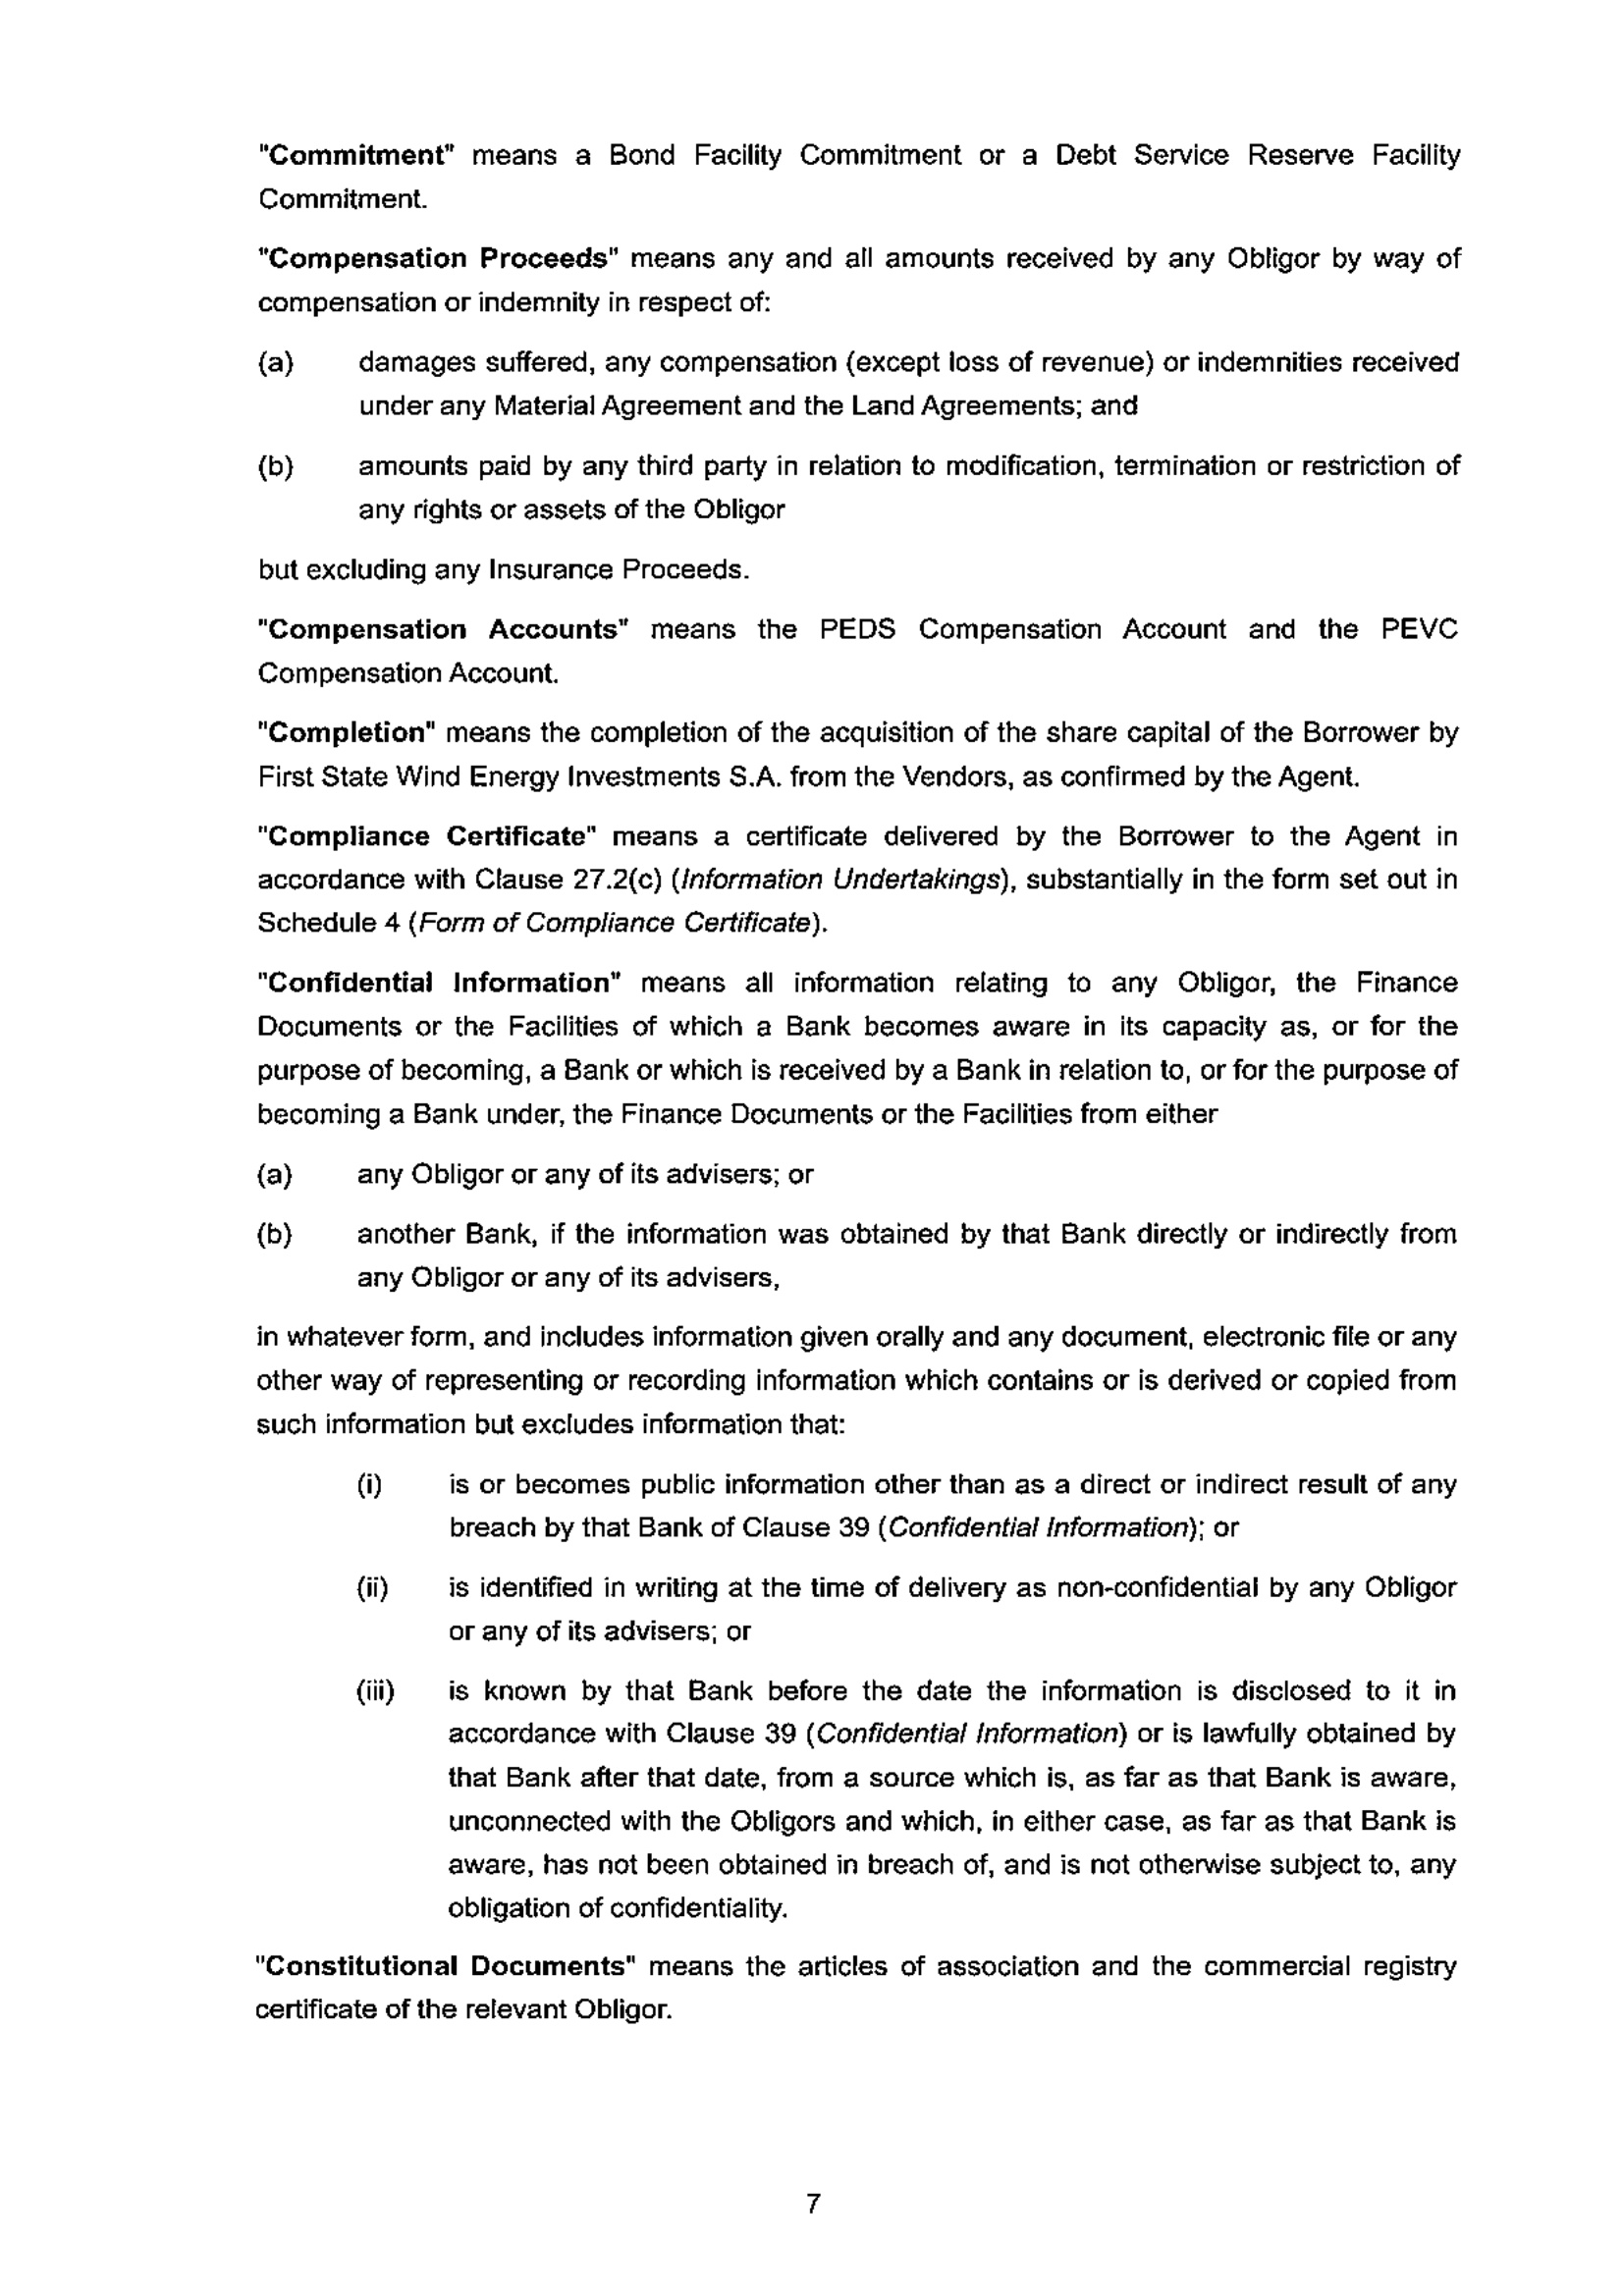 "Commitment" means a Bond Facility Commitment or a Debt Service Reserve Facility
Commitment.
"Compensation Proceeds" means any and all amounts received by any Obligor by way of
compensation or indemnity in respect of:
(a) damages suffered, any compensation (except loss of revenue) or indemnities received
under any Material Agreement and the Land Agreements; and
(b) amounts paid by any third party in relation to modification, termination or restriction of
any rights or assets of the Obligor
but excluding any Insurance Proceeds.
"Compensation Accounts" means the PEDS Compensation Account and the PEVC
Compensation Account.
"Completion" means the completion of the acquisition of the share capital of the Borrower by
First State Wind Energy Investments S.A. from the Vendors, as confirmed by the Agent.
"Compliance Certificate" means a certificate delivered by the Borrower to the Agent in
accordance with Clause 27.2(c) (Information Undertakings), substantially in the form set out in
Schedule 4 (Form of Compliance Certificate).
"Confidential Information" means all information relating to any Obligor, the Finance
Documents or the Facilities of which a Bank becomes aware in its capacity as, or for the
purpose of becoming, a Bank or which is received by a Bank in relation to, or for the purpose of
becoming a Bank under, the Finance Documents or the Facilities from either
(a) any Obligor or any of its advisers; or
(b) another Bank, if the information was obtained by that Bank directly or indirectly from
any Obligor or any of its advisers,
in whatever form, and includes information given orally and any document, electronic file or any
other way of representing or recording information which contains or is derived or copied from
such information but excludes information that:
(i) is or becomes public information other than as a direct or indirect result of any
breach by that Bank of Clause 39 (Confidential Information); or
(ii) is identified in writing at the time of delivery as non-confidential by any Obligor
or any of its advisers; or
(iii) is known by that Bank before the date the information is disclosed to it in
accordance with Clause 39 (Confidential Information) or is lawfully obtained by
that Bank after that date, from a source which is, as far as that Bank is aware,
unconnected with the Obligors and which, in either case, as far as that Bank is
aware, has not been obtained in breach of, and is not otherwise subject to, any
obligation of confidentiality.
"Constitutional Documents" means the articles of association and the commercial registry
certificate of the relevant Obligor.
7